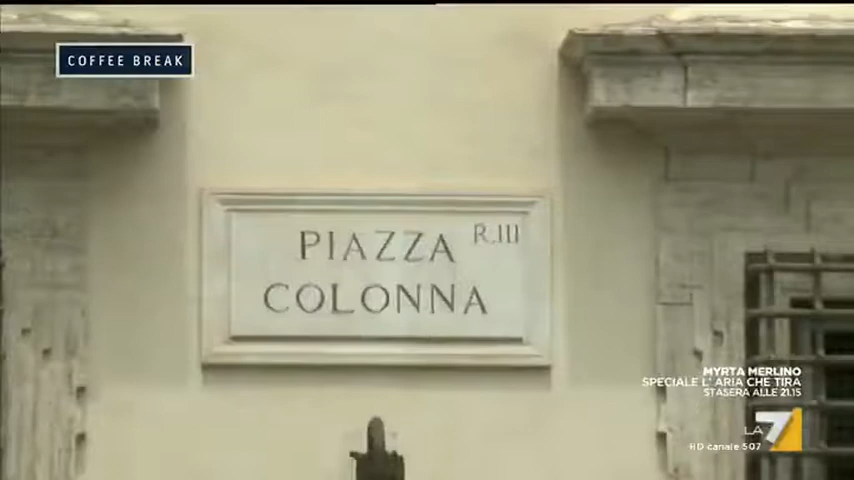 COFFEE BREAK
PIAZZA R.III
COLONNA
MYRTA MERLINO
SPECIALE L'ARIA CHE TIRA
STASERA ALLE 21.15
LA7
HD canale 507